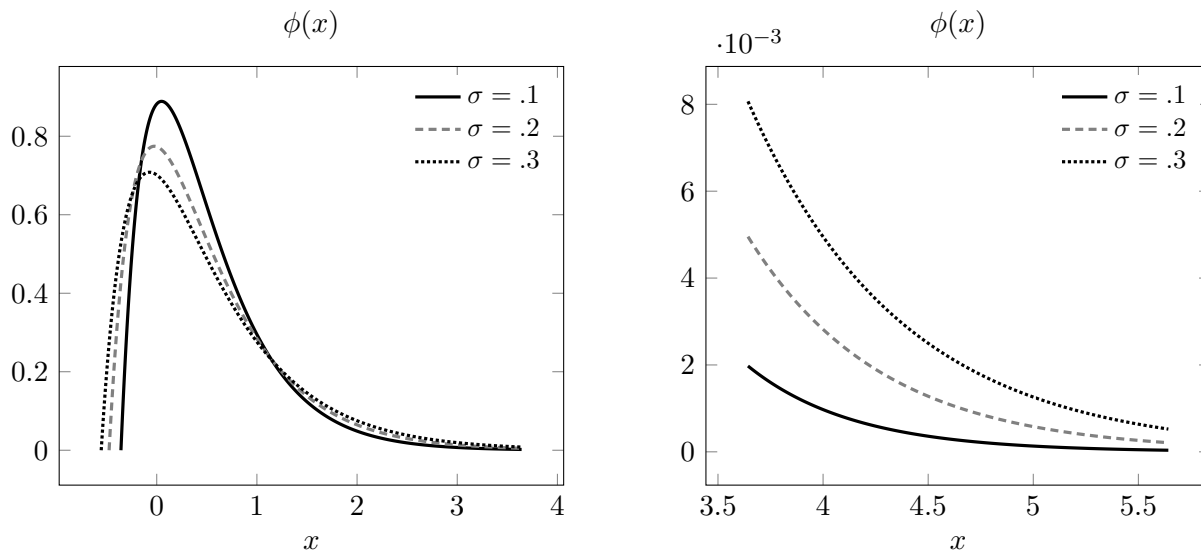 φ(x)
σ = .1
σ = .2
σ = .3
0.8
0.6
0.4
0.2
0
0 1 2 3 4
x
φ(x)
·10⁻³
σ = .1
σ = .2
σ = .3
8
6
4
2
0
3.5 4 4.5 5 5.5
x